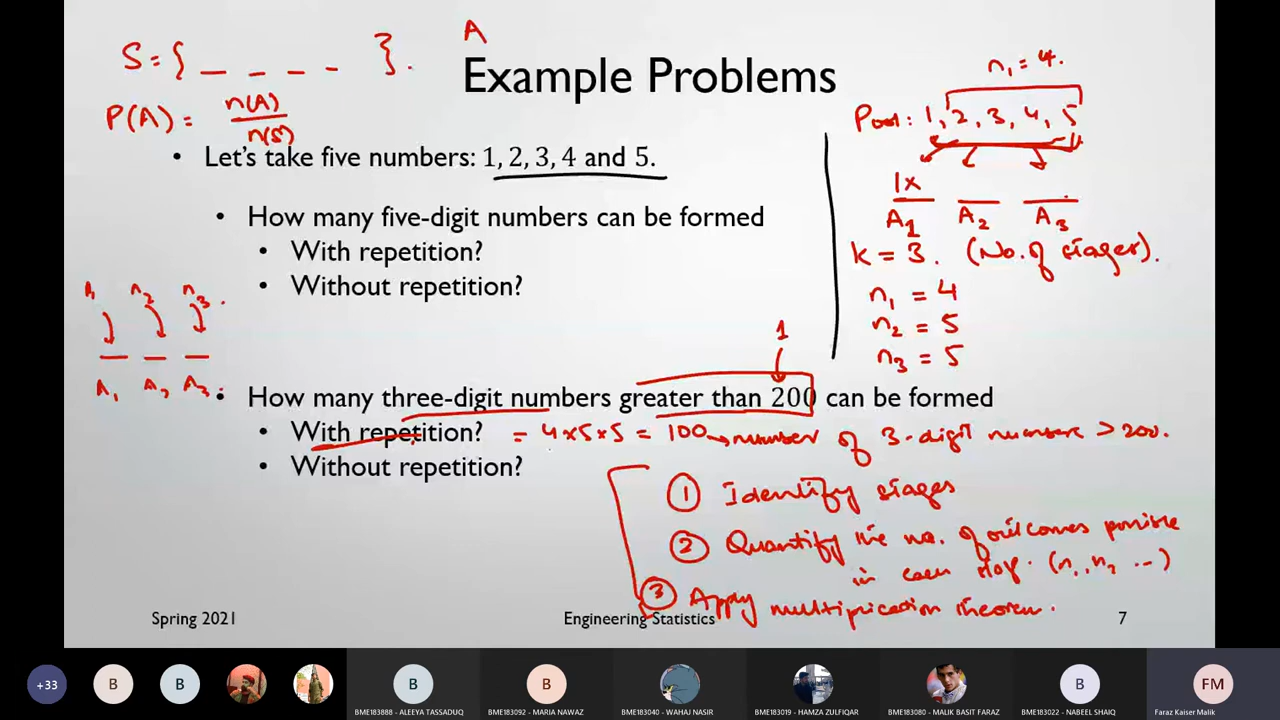 S = { _ _ _ _ }.
A
Example Problems
P(A) = n(A) / n(S)
• Let's take five numbers: 1, 2, 3, 4 and 5.
• How many five-digit numbers can be formed
• With repetition?
• Without repetition?
n₂ n₃.
A₁ A₂ A₃
1
• How many three-digit numbers greater than 200 can be formed
• With repetition? = 4×5×5 = 100 → number of 3-digit numbers > 200.
• Without repetition?
① Identify stages
② Quantify the no. of outcomes possible
in each (n₁, n₂ ...)
③ Apply multiplication theorem.
n₁ = 4.
Pool: 1, 2, 3, 4, 5
1x
A₁ A₂ A₃
k = 3. (No. of stages).
n₁ = 4
n₂ = 5
n₃ = 5
Spring 2021
Engineering Statistics
7
+33
B
B
B
BME183888 - ALEEYA TASSADUQ
B
BME183092 - MARIA NAWAZ
BME183040 - WAHAJ NASIR
BME183019 - HAMZA ZULFIQAR
BME183080 - MALIK BASIT FARAZ
B
BME183022 - NABEEL SHAIQ
FM
Faraz Kaiser Malik